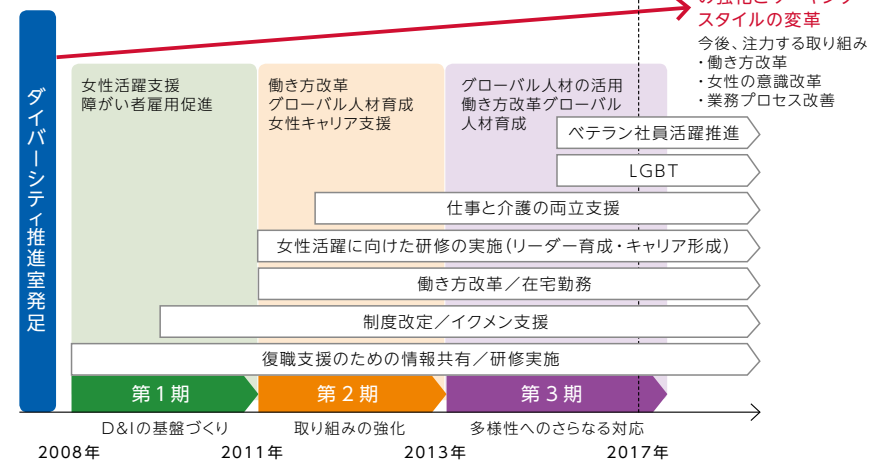 の強化とワーキング
スタイルの変革
今後、注力する取り組み
・働き方改革
・女性の意識改革
・業務プロセス改善
ダイバーシティ推進室発足
女性活躍支援
障がい者雇用促進
働き方改革
グローバル人材育成
女性キャリア支援
グローバル人材の活用
働き方改革グローバル
人材育成
ベテラン社員活躍推進
LGBT
仕事と介護の両立支援
女性活躍に向けた研修の実施(リーダー育成・キャリア形成)
働き方改革／在宅勤務
制度改定／イクメン支援
復職支援のための情報共有／研修実施
第1期
第2期
第3期
D&Iの基盤づくり
取り組みの強化
多様性へのさらなる対応
2008年
2011年
2013年
2017年